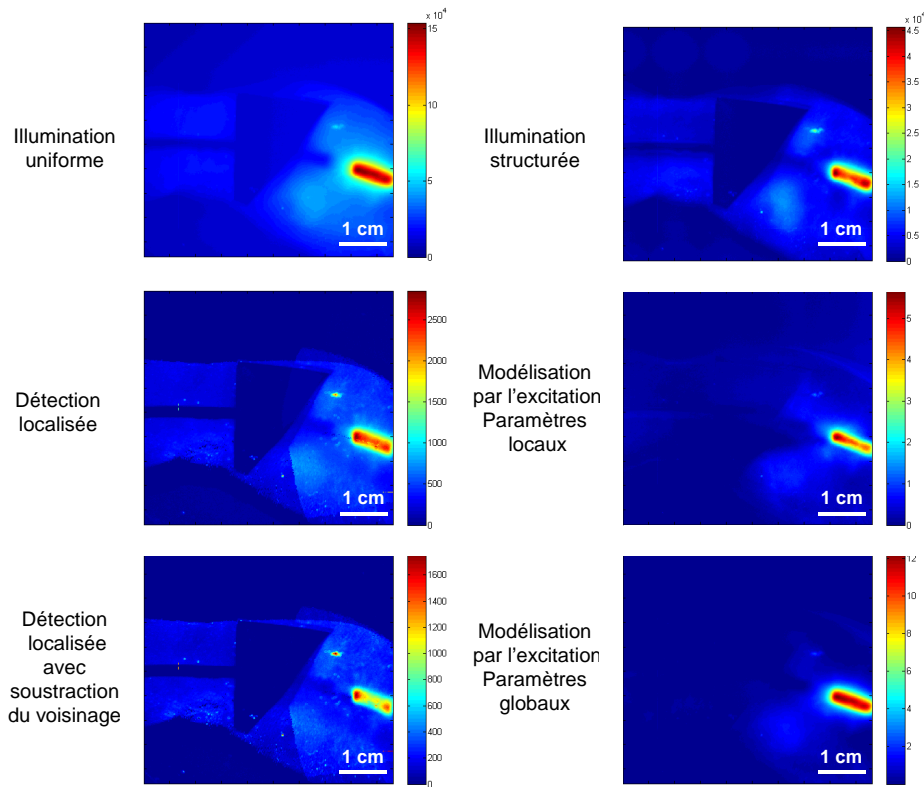 Illumination
uniforme
x 10⁴
15
10
5
0
1 cm
Illumination
structurée
x 10⁴
4.5
4
3.5
3
2.5
2
1.5
1
0.5
0
1 cm
Détection
localisée
2500
2000
1500
1000
500
0
1 cm
Modélisation
par l'excitation
Paramètres
locaux
5
4
3
2
1
0
1 cm
Détection
localisée
avec
soustraction
du voisinage
1600
1400
1200
1000
800
600
400
200
0
1 cm
Modélisation
par l'excitation
Paramètres
globaux
12
10
8
6
4
2
1 cm